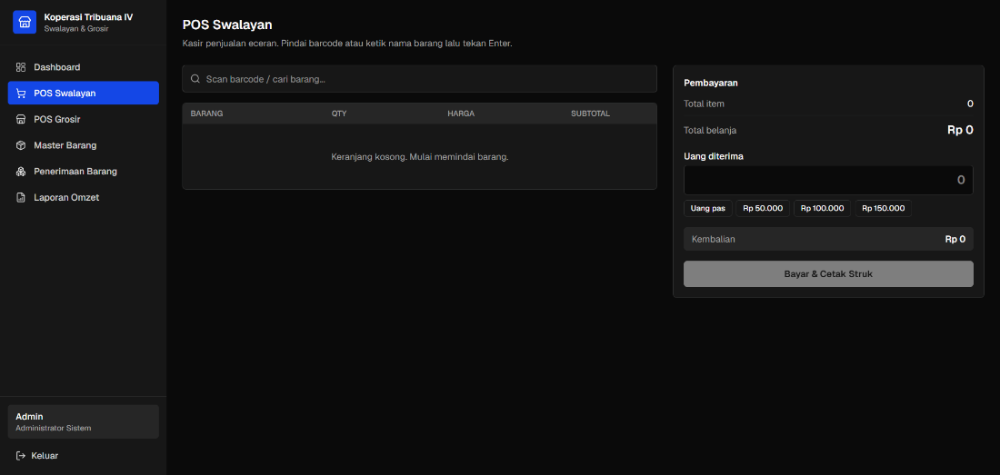 Koperasi Tribuana IV
Swalayan & Grosir
Dashboard
POS Swalayan
POS Grosir
Master Barang
Penerimaan Barang
Laporan Omzet
Admin
Administrator Sistem
Keluar
POS Swalayan
Kasir penjualan eceran. Pindai barcode atau ketik nama barang lalu tekan Enter.
Scan barcode / cari barang...
BARANG QTY HARGA SUBTOTAL
Keranjang kosong. Mulai memindai barang.
Pembayaran
Total item 0
Total belanja Rp 0
Uang diterima
0
Uang pas Rp 50.000 Rp 100.000 Rp 150.000
Kembalian Rp 0
Bayar & Cetak Struk